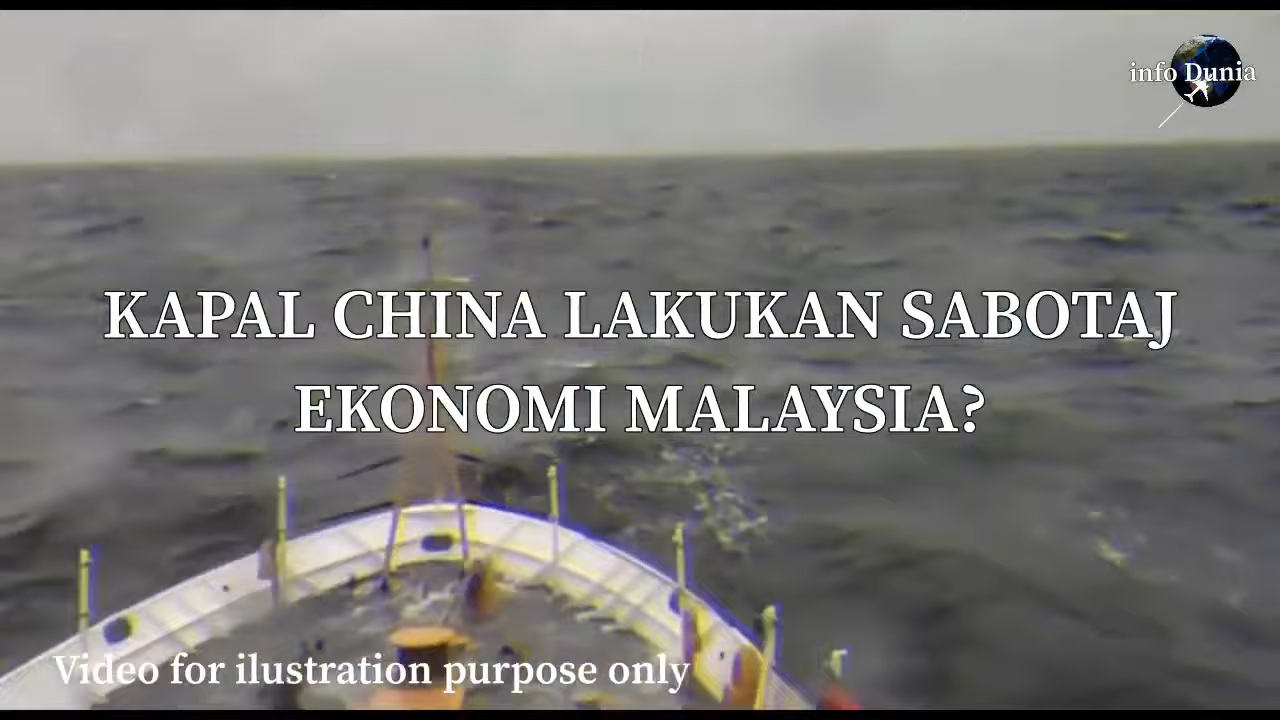 info Dunia
KAPAL CHINA LAKUKAN SABOTAJ
EKONOMI MALAYSIA?
Video for ilustration purpose only